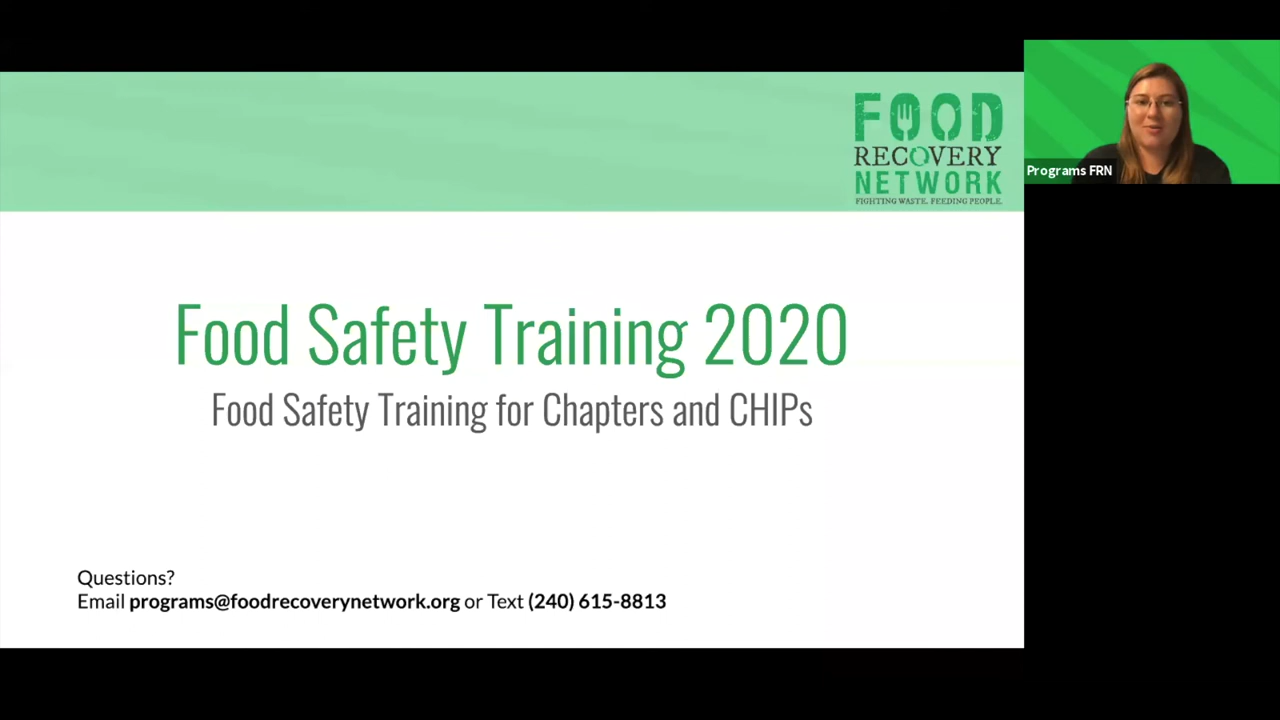 FOOD
RECOVERY
NETWORK
FIGHTING WASTE. FEEDING PEOPLE.
Programs FRN
Food Safety Training 2020
Food Safety Training for Chapters and CHIPs
Questions?
Email programs@foodrecoverynetwork.org or Text (240) 615-8813